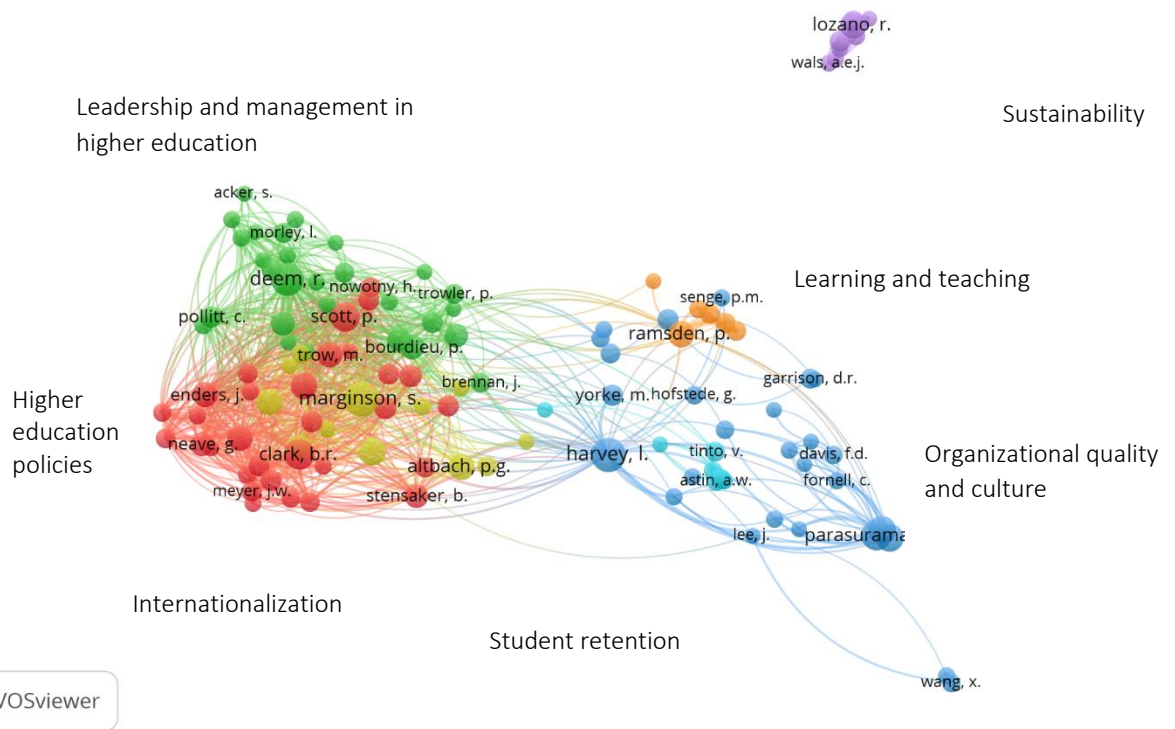 lozano, r.
wals, a.e.j.
Leadership and management in
higher education
Sustainability
acker, s.
morley, l.
deem, r.
nowotny, h.
trowler, p.
Learning and teaching
senge, p.m.
pollitt, c.
scott, p.
ramsden, p.
trow, m.
bourdieu, p.
brennan, j.
garrison, d.r.
enders, j.
marginson, s.
yorke, m.
hofstede, g.
Higher
education
policies
neave, g.
clark, b.r.
altbach, p.g.
harvey, l.
tinto, v.
davis, f.d.
Organizational quality
and culture
meyer, j.w.
stensaker, b.
astin, a.w.
fornell, c.
lee, j.
parasurama
Internationalization
Student retention
wang, x.
VOSviewer